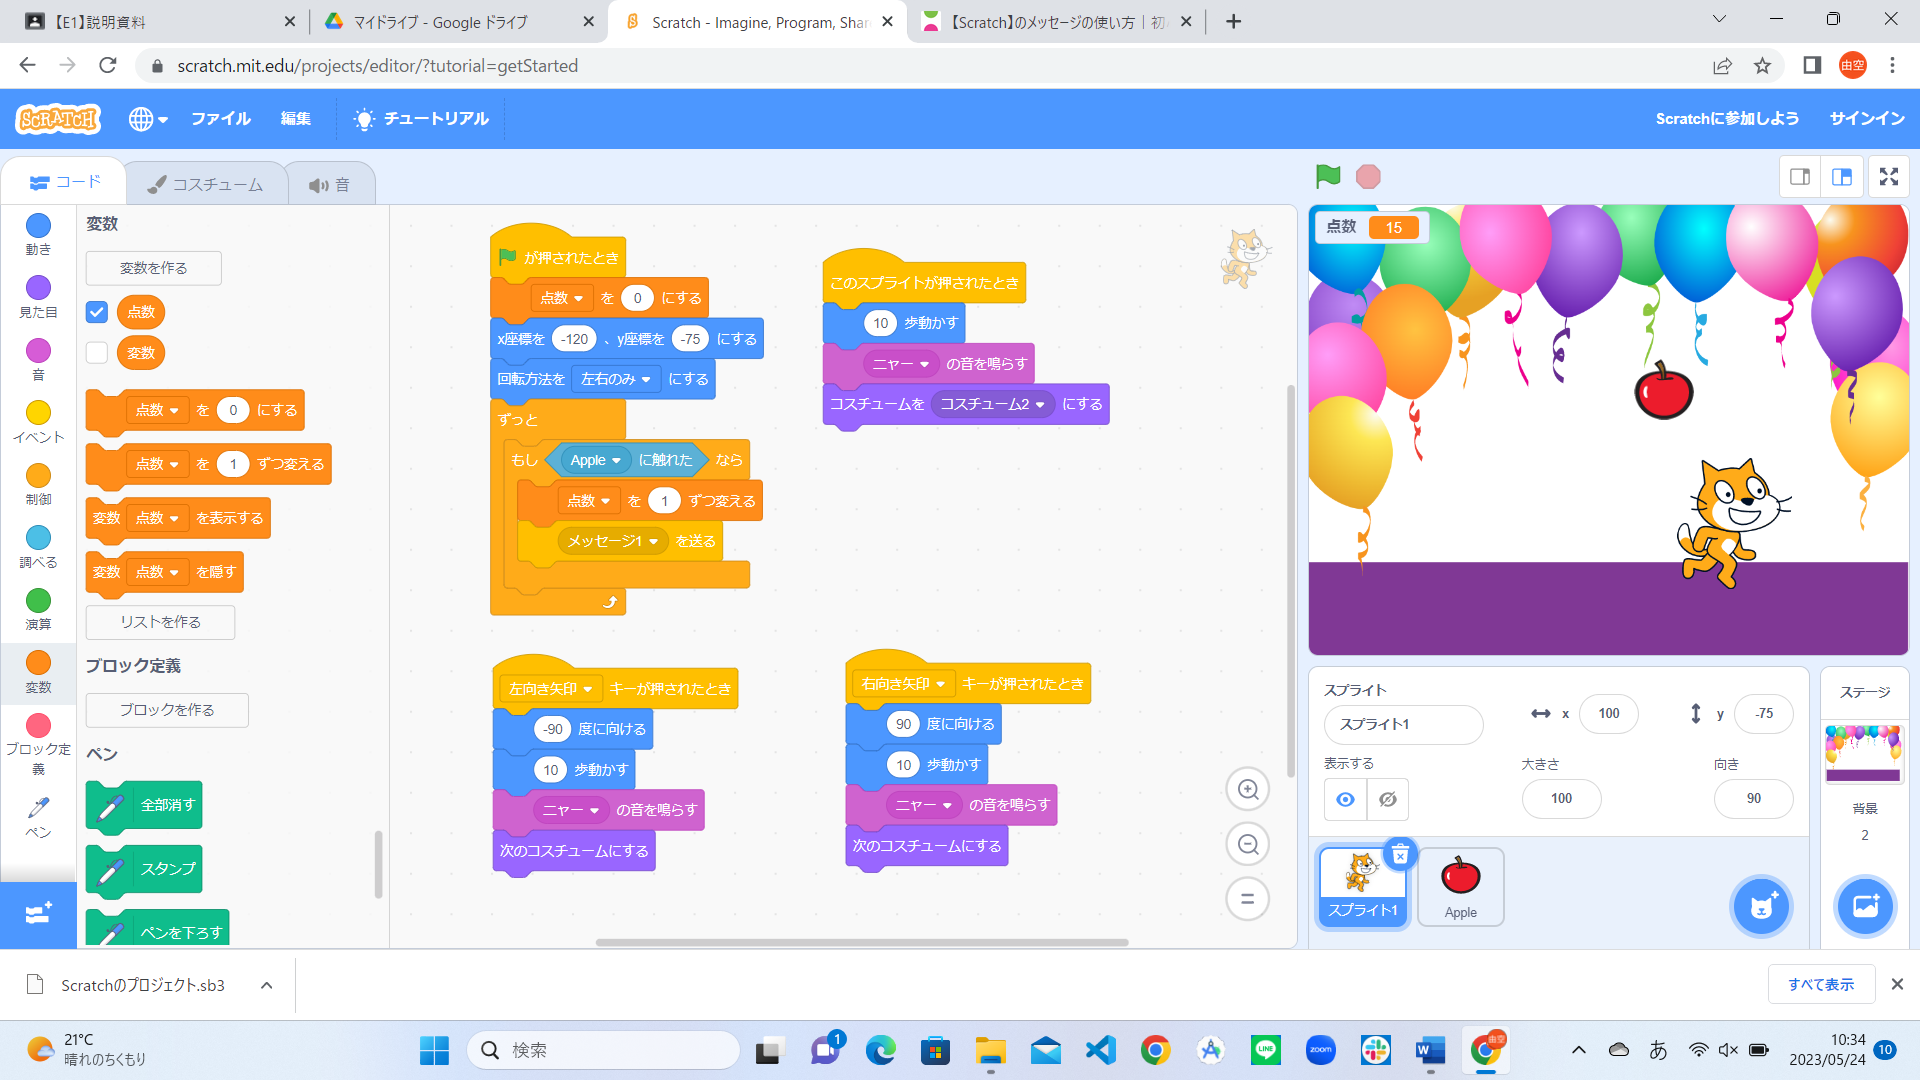 【E1】説明資料
マイドライブ - Google ドライブ
Scratch - Imagine, Program, Shar
【Scratch】のメッセージの使い方｜初
scratch.mit.edu/projects/editor/?tutorial=getStarted
由空
SCRATCH
ファイル
編集
チュートリアル
Scratchに参加しよう
サインイン
コード
コスチューム
音
動き
見た目
音
イベント
制御
調べる
演算
変数
ブロック定義
ペン
変数
変数を作る
点数
変数
点数 を 0 にする
点数 を 1 ずつ変える
変数 点数 を表示する
変数 点数 を隠す
リストを作る
ブロック定義
ブロックを作る
ペン
全部消す
スタンプ
ペンを下ろす
が押されたとき
点数 を 0 にする
x座標を -120 、y座標を -75 にする
回転方法を 左右のみ にする
ずっと
もし Apple に触れた なら
点数 を 1 ずつ変える
メッセージ1 を送る
このスプライトが押されたとき
10 歩動かす
ニャー の音を鳴らす
コスチュームを コスチューム2 にする
左向き矢印 キーが押されたとき
-90 度に向ける
10 歩動かす
ニャー の音を鳴らす
次のコスチュームにする
右向き矢印 キーが押されたとき
90 度に向ける
10 歩動かす
ニャー の音を鳴らす
次のコスチュームにする
点数 15
スプライト
スプライト1
x 100
y -75
表示する
大きさ
100
向き
90
スプライト1
Apple
ステージ
背景
2
Scratchのプロジェクト.sb3
すべて表示
21°C
晴れのちくもり
検索
1
LINE
zoom
W
由空
あ
10:34
2023/05/24
10